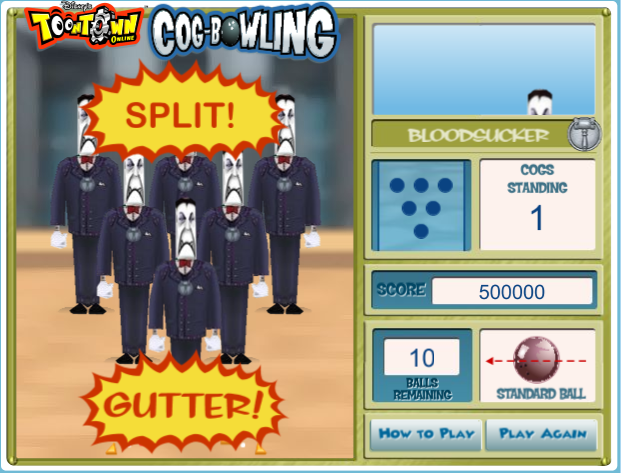 Disney's
TOONTOWN
ONLINE
COG-BOWLING
SPLIT!
BLOODSUCKER
COGS
STANDING
1
SCORE 500000
10
BALLS
REMAINING
STANDARD BALL
GUTTER!
HOW TO PLAY
PLAY AGAIN